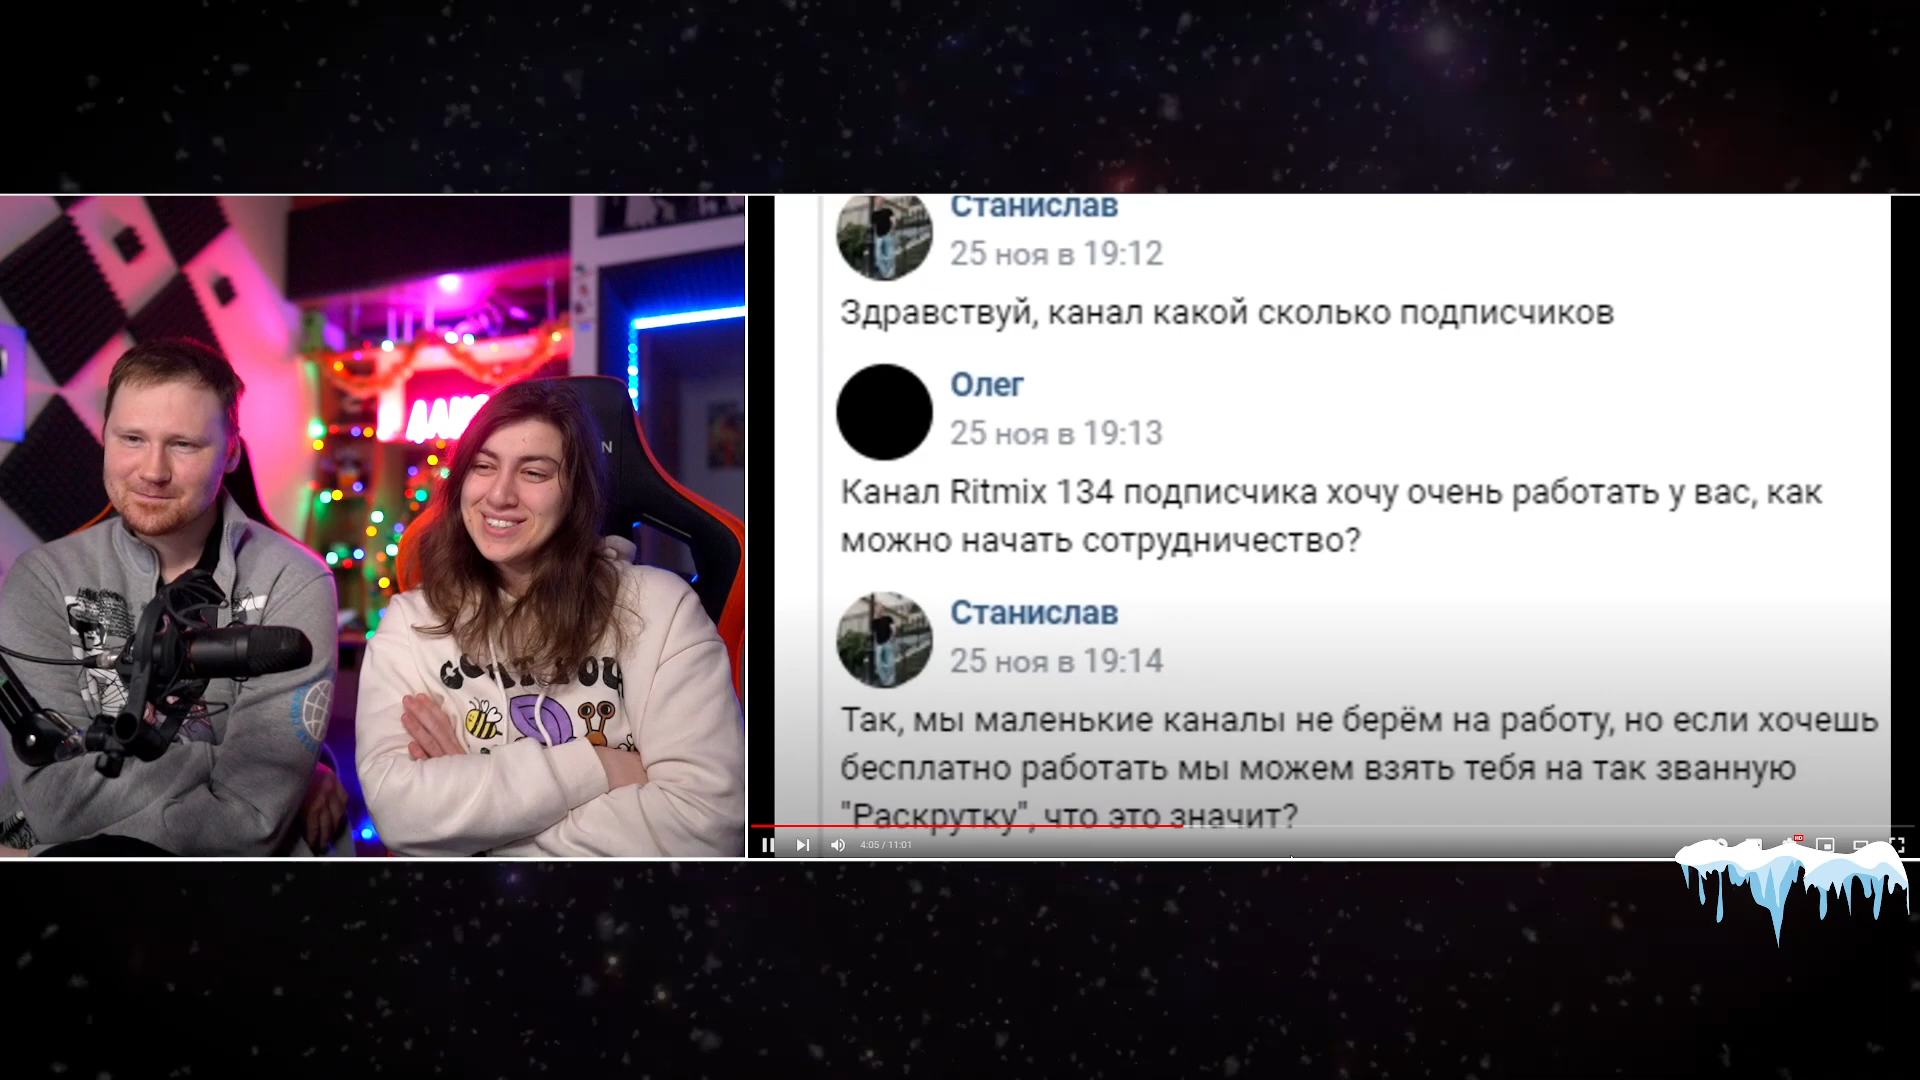 Станислав
25 ноя в 19:12
Здравствуй, канал какой сколько подписчиков
Олег
25 ноя в 19:13
Канал Ritmix 134 подписчика хочу очень работать у вас, как
можно начать сотрудничество?
Станислав
25 ноя в 19:14
Так, мы маленькие каналы не берём на работу, но если хочешь
бесплатно работать мы можем взять тебя на так званную
"Раскрутку", что это значит?
4:05 / 11:01
HD